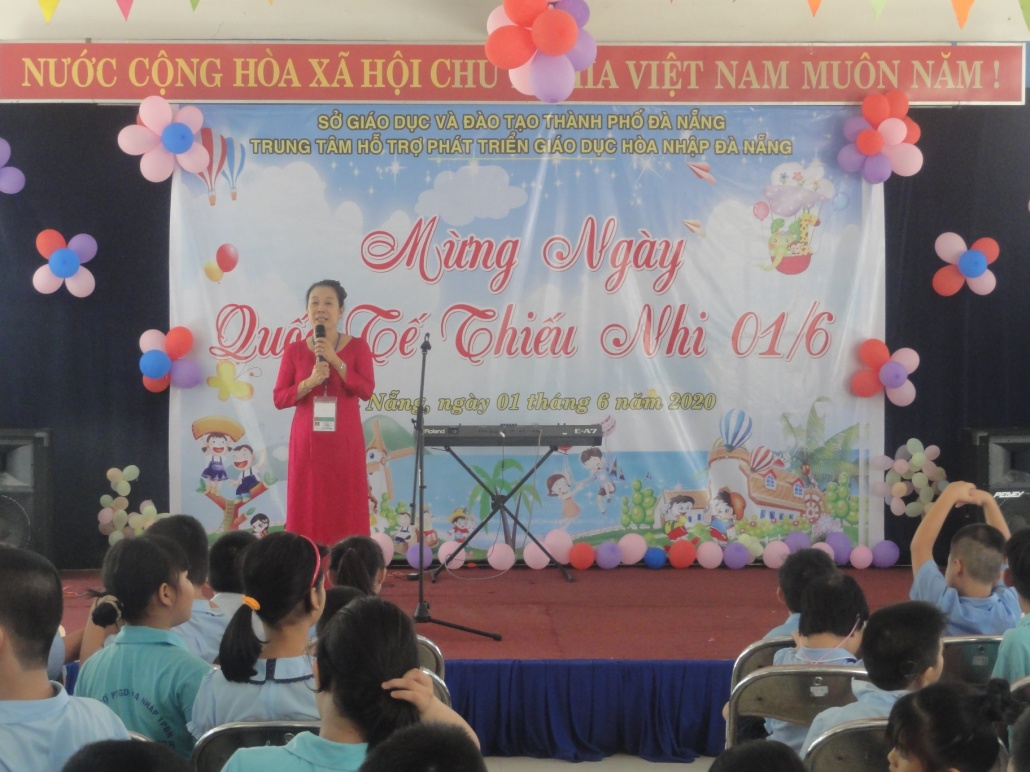 NƯỚC CỘNG HÒA XÃ HỘI CHỦ NGHĨA VIỆT NAM MUÔN NĂM !
SỞ GIÁO DỤC VÀ ĐÀO TẠO THÀNH PHỐ ĐÀ NẴNG
TRUNG TÂM HỖ TRỢ PHÁT TRIỂN GIÁO DỤC HÒA NHẬP ĐÀ NẴNG
Mừng Ngày
Quốc Tế Thiếu Nhi 01/6
Nẵng, ngày 01 tháng 6 năm 2020
Roland E-A7
PEAVEY